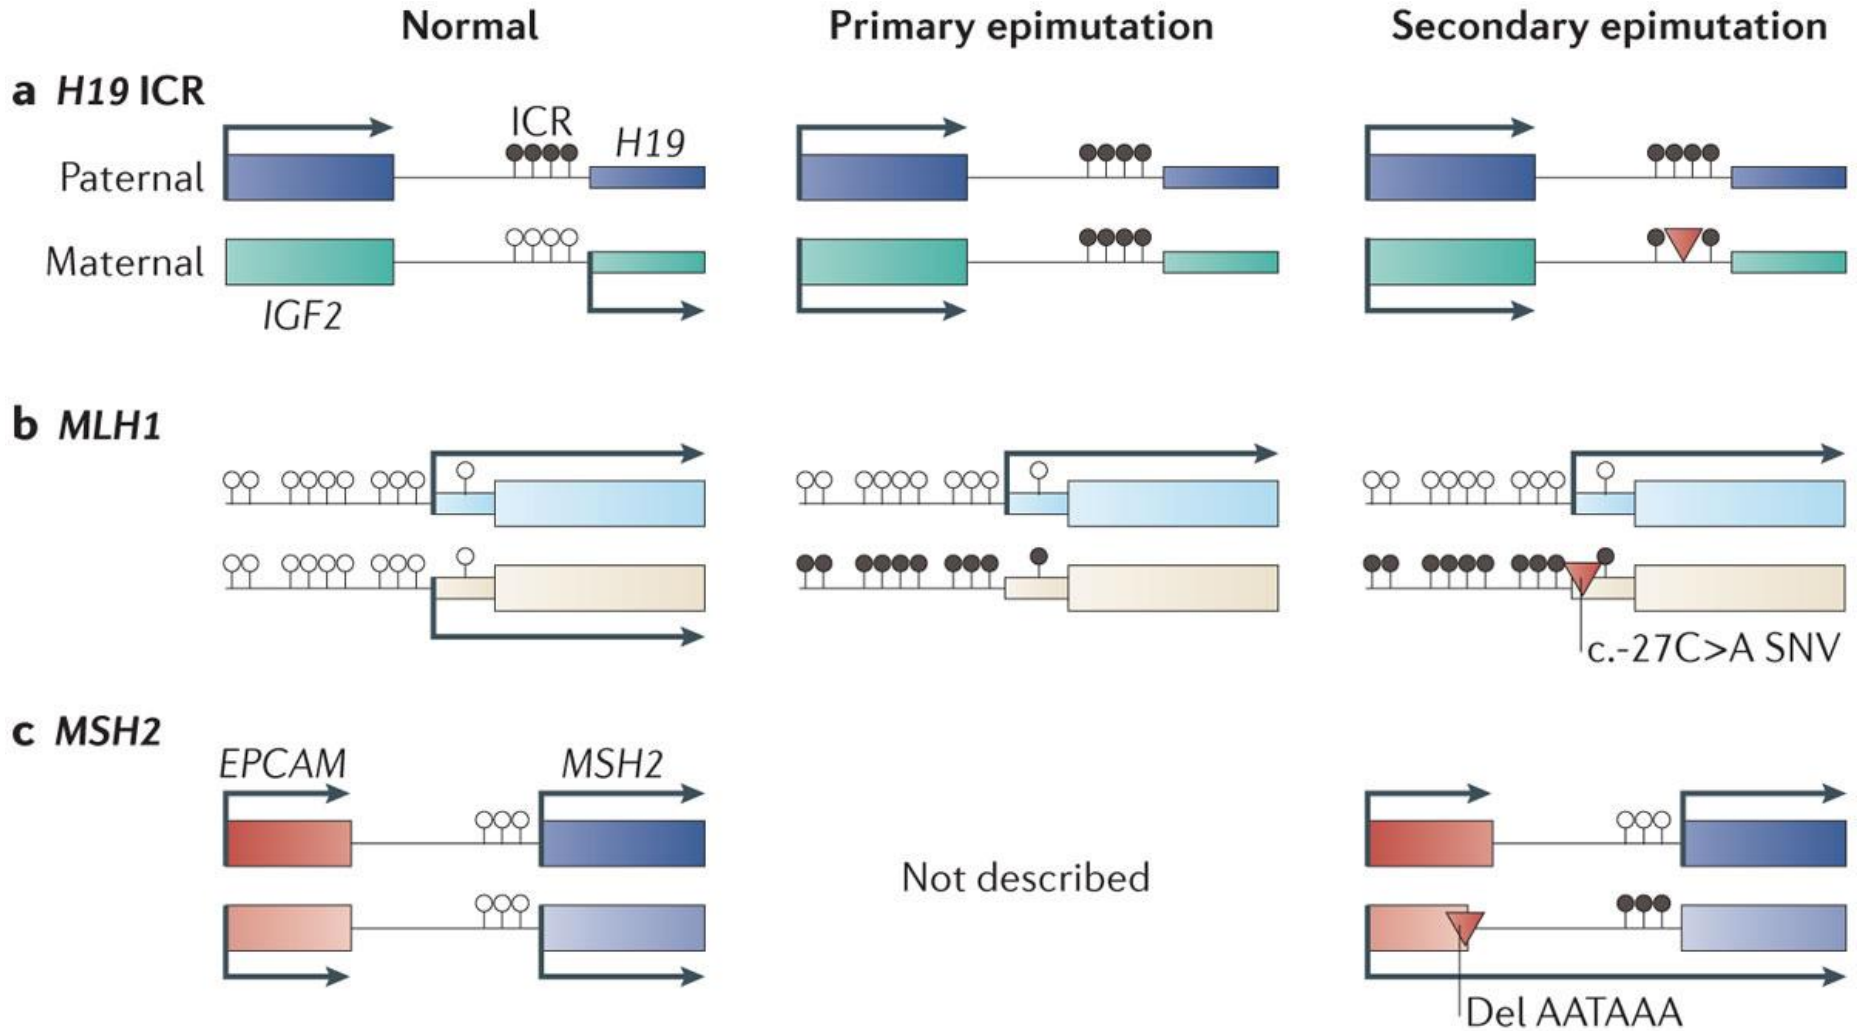 Normal Primary epimutation Secondary epimutation
a H19 ICR
ICR
H19
Paternal
Maternal
IGF2
b MLH1
c.-27C>A SNV
c MSH2
EPCAM MSH2
Not described
Del AATAAA